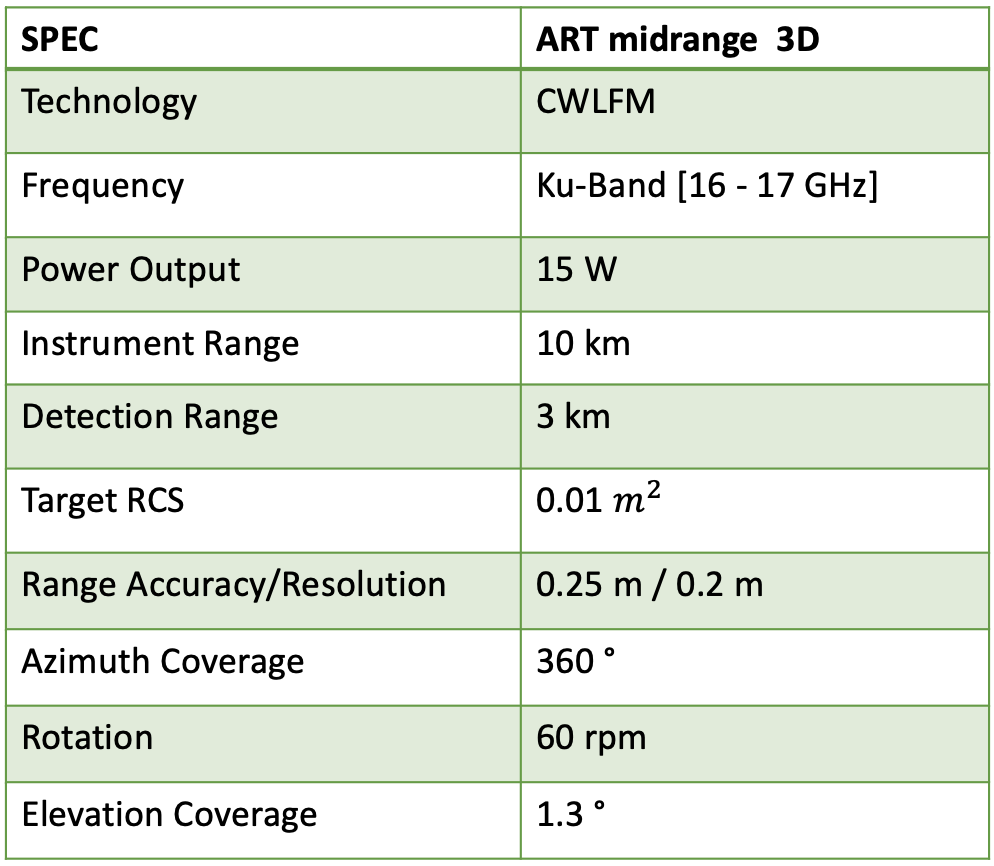 SPEC ART midrange  3D
Technology CWLFM
Frequency Ku-Band [16 - 17 GHz]
Power Output 15 W
Instrument Range 10 km
Detection Range 3 km
Target RCS 0.01 m²
Range Accuracy/Resolution 0.25 m / 0.2 m
Azimuth Coverage 360 °
Rotation 60 rpm
Elevation Coverage 1.3 °